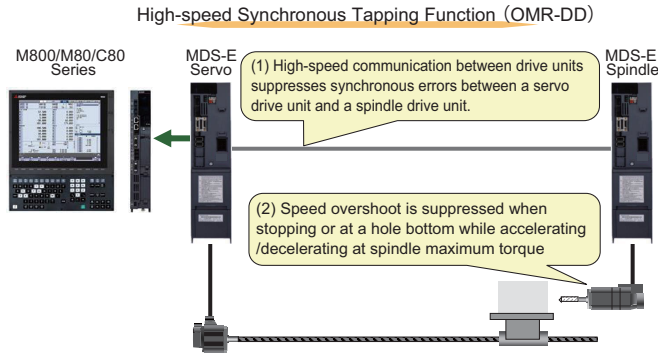 High-speed Synchronous Tapping Function (OMR-DD)
M800/M80/C80
Series
MDS-E
Servo
(1) High-speed communication between drive units
suppresses synchronous errors between a servo
drive unit and a spindle drive unit.
MDS-E
Spindle
(2) Speed overshoot is suppressed when
stopping or at a hole bottom while accelerating
/decelerating at spindle maximum torque